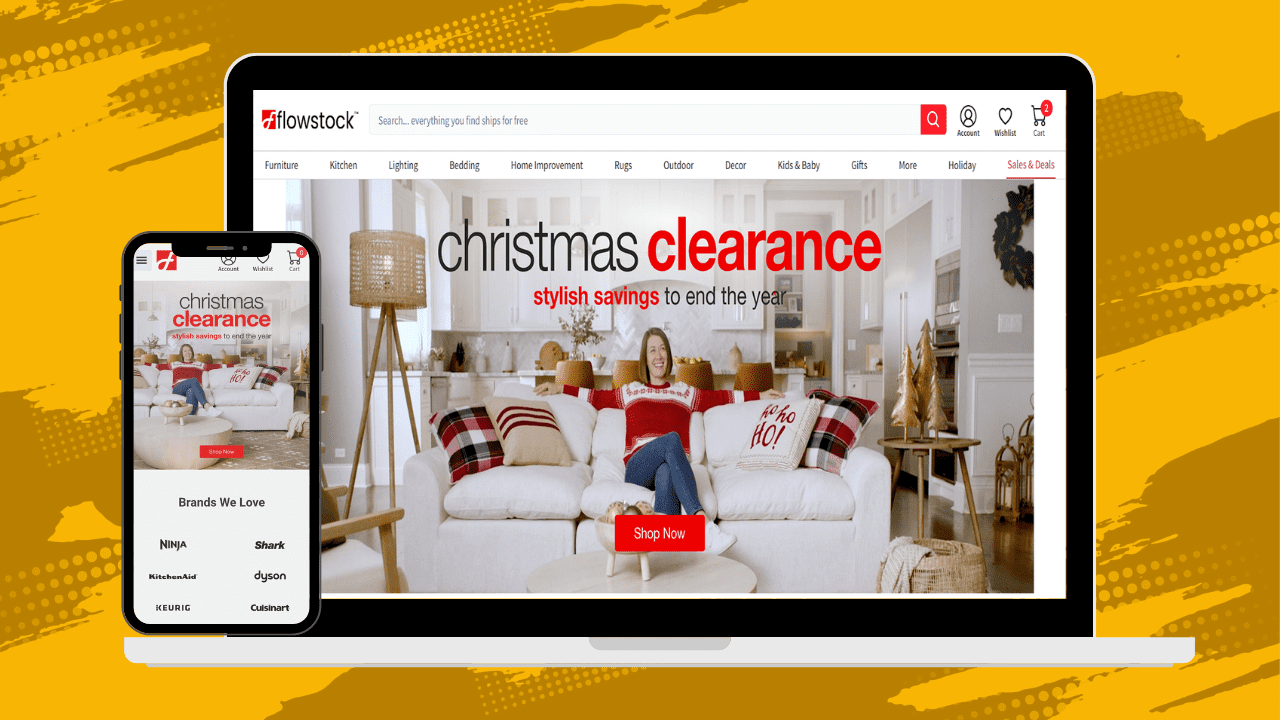 flowstock™
Search... everything you find ships for free
2
Account Wishlist Cart
Furniture Kitchen Lighting Bedding Home Improvement Rugs Outdoor Decor Kids & Baby Gifts More Holiday Sales & Deals
christmas clearance
stylish savings to end the year
ho ho
HO!
Shop Now
0
Account Wishlist Cart
christmas
clearance
stylish savings to end the year
ho ho
HO!
Shop Now
Brands We Love
NINJA Shark
KitchenAid dyson
KEURIG Cuisinart